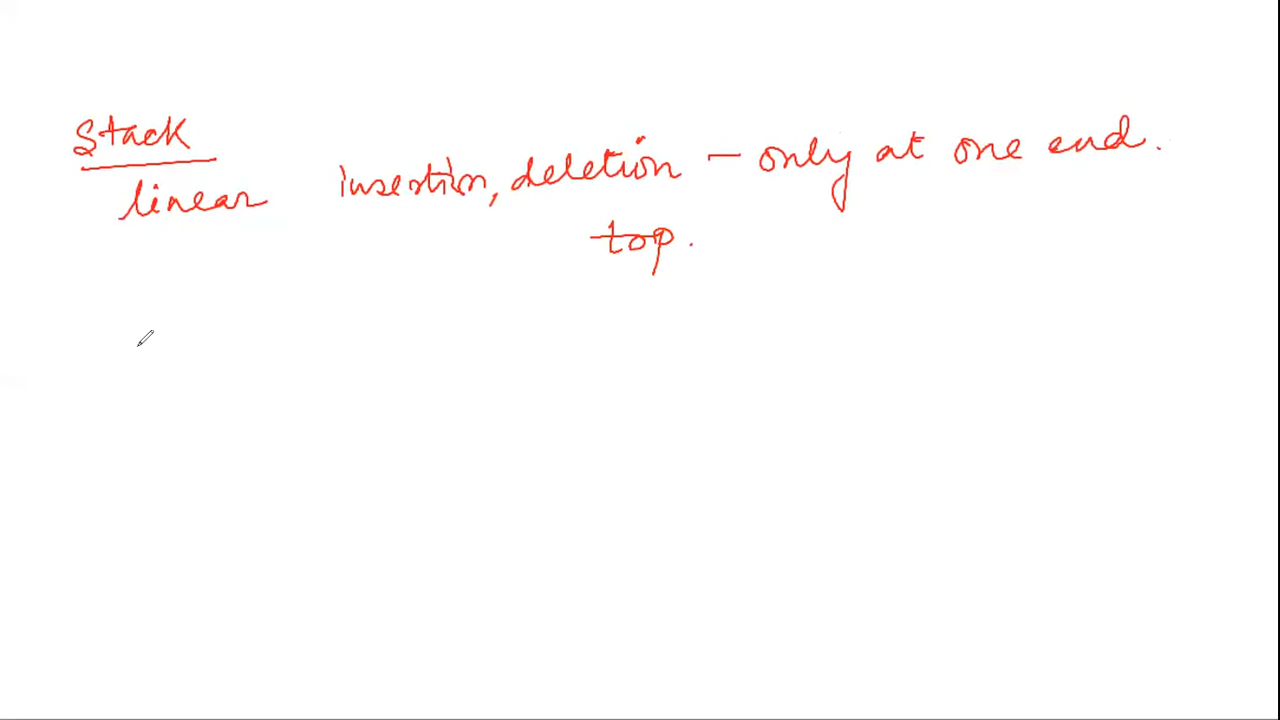 Stack
linear insertion, deletion — only at one end.
top.